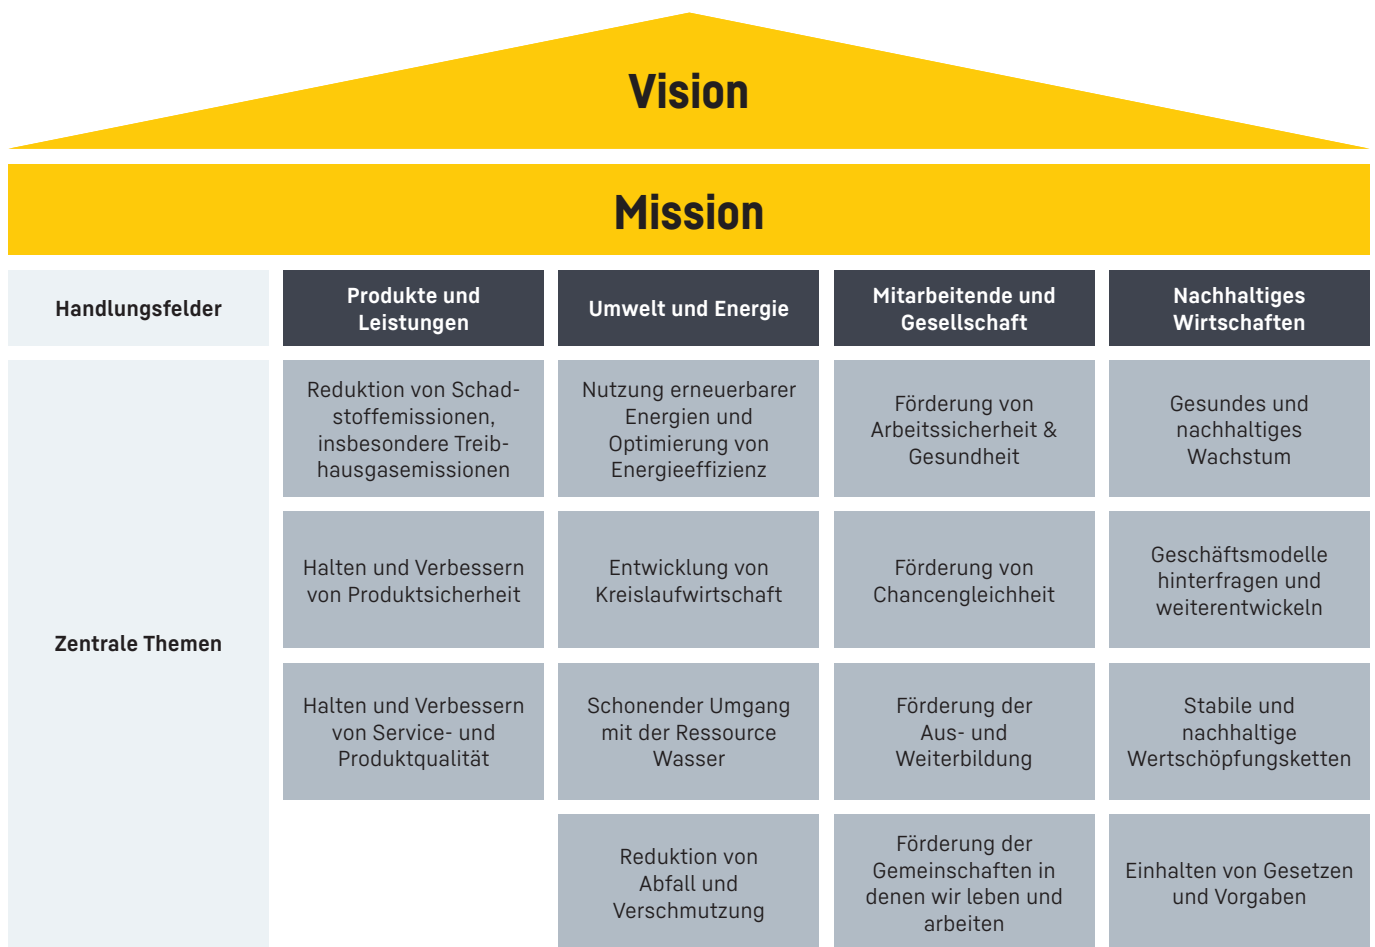 Vision
Mission
Handlungsfelder
Produkte und
Leistungen
Umwelt und Energie
Mitarbeitende und
Gesellschaft
Nachhaltiges
Wirtschaften
Zentrale Themen
Reduktion von Schad-
stoffemissionen,
insbesondere Treib-
hausgasemissionen
Nutzung erneuerbarer
Energien und
Optimierung von
Energieeffizienz
Förderung von
Arbeitssicherheit &
Gesundheit
Gesundes und
nachhaltiges
Wachstum
Halten und Verbessern
von Produktsicherheit
Entwicklung von
Kreislaufwirtschaft
Förderung von
Chancengleichheit
Geschäftsmodelle
hinterfragen und
weiterentwickeln
Halten und Verbessern
von Service- und
Produktqualität
Schonender Umgang
mit der Ressource
Wasser
Förderung der
Aus- und
Weiterbildung
Stabile und
nachhaltige
Wertschöpfungsketten
Reduktion von
Abfall und
Verschmutzung
Förderung der
Gemeinschaften in
denen wir leben und
arbeiten
Einhalten von Gesetzen
und Vorgaben